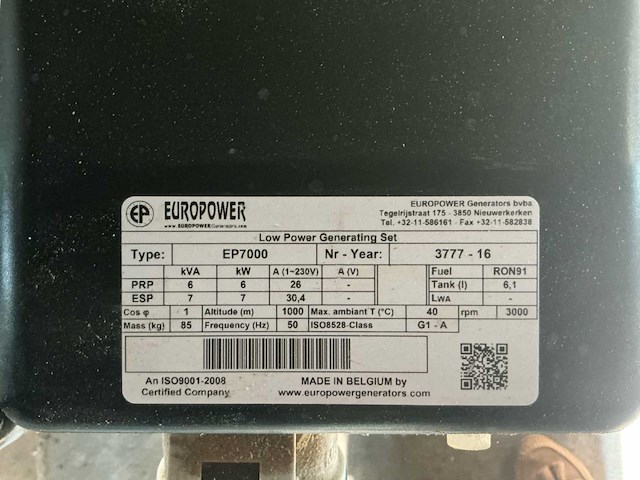 EP EUROPOWER
www.EUROPOWERGenerators.com
EUROPOWER Generators bvba
Tegelrijstraat 175 - 3850 Nieuwerkerken
Tel. +32-11-586161 - Fax +32-11-582838
Low Power Generating Set
Type: EP7000 Nr - Year: 3777 - 16
kVA kW A (1~230V) A (V) Fuel RON91
PRP 6 6 26 - Tank (l) 6,1
ESP 7 7 30,4 - LWA -
Cos φ 1 Altitude (m) 1000 Max. ambiant T (°C) 40 rpm 3000
Mass (kg) 85 Frequency (Hz) 50 ISO8528-Class G1 - A
An ISO9001-2008
Certified Company
MADE IN BELGIUM by
www.europowergenerators.com